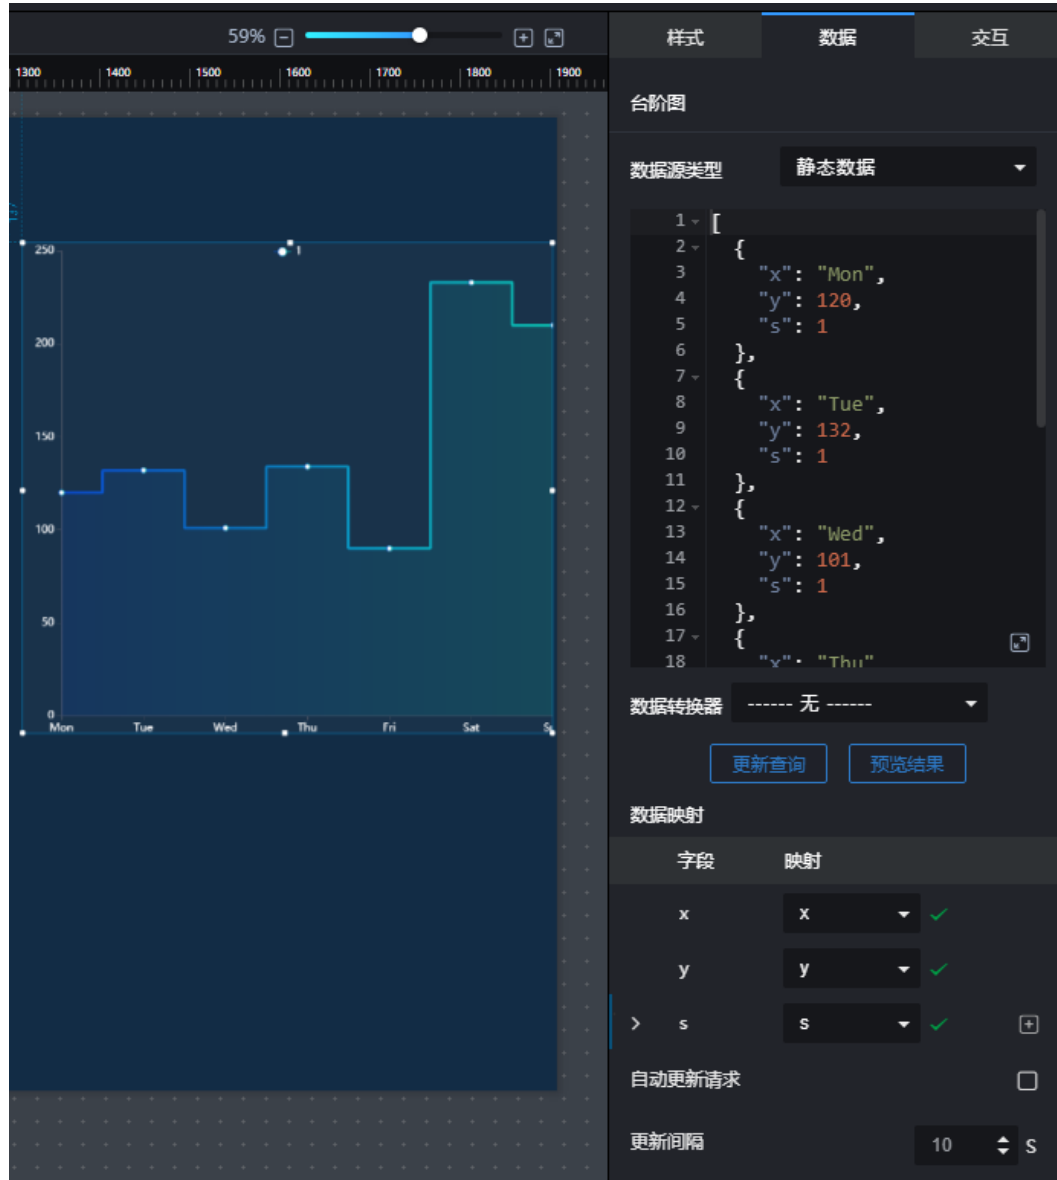 59%
样式 数据 交互
1300 1400 1500 1600 1700 1800 1900
台阶图
数据源类型 静态数据
1 [
2 {
3 "x": "Mon",
4 "y": 120,
5 "s": 1
6 },
7 {
8 "x": "Tue",
9 "y": 132,
10 "s": 1
11 },
12 {
13 "x": "Wed",
14 "y": 101,
15 "s": 1
16 },
17 {
18 "x": "Thu"
1
250
200
150
100
50
0
Mon Tue Wed Thu Fri Sat
数据转换器 ------ 无 ------
更新查询 预览结果
数据映射
字段 映射
x x
y y
s s
自动更新请求
更新间隔 10 S